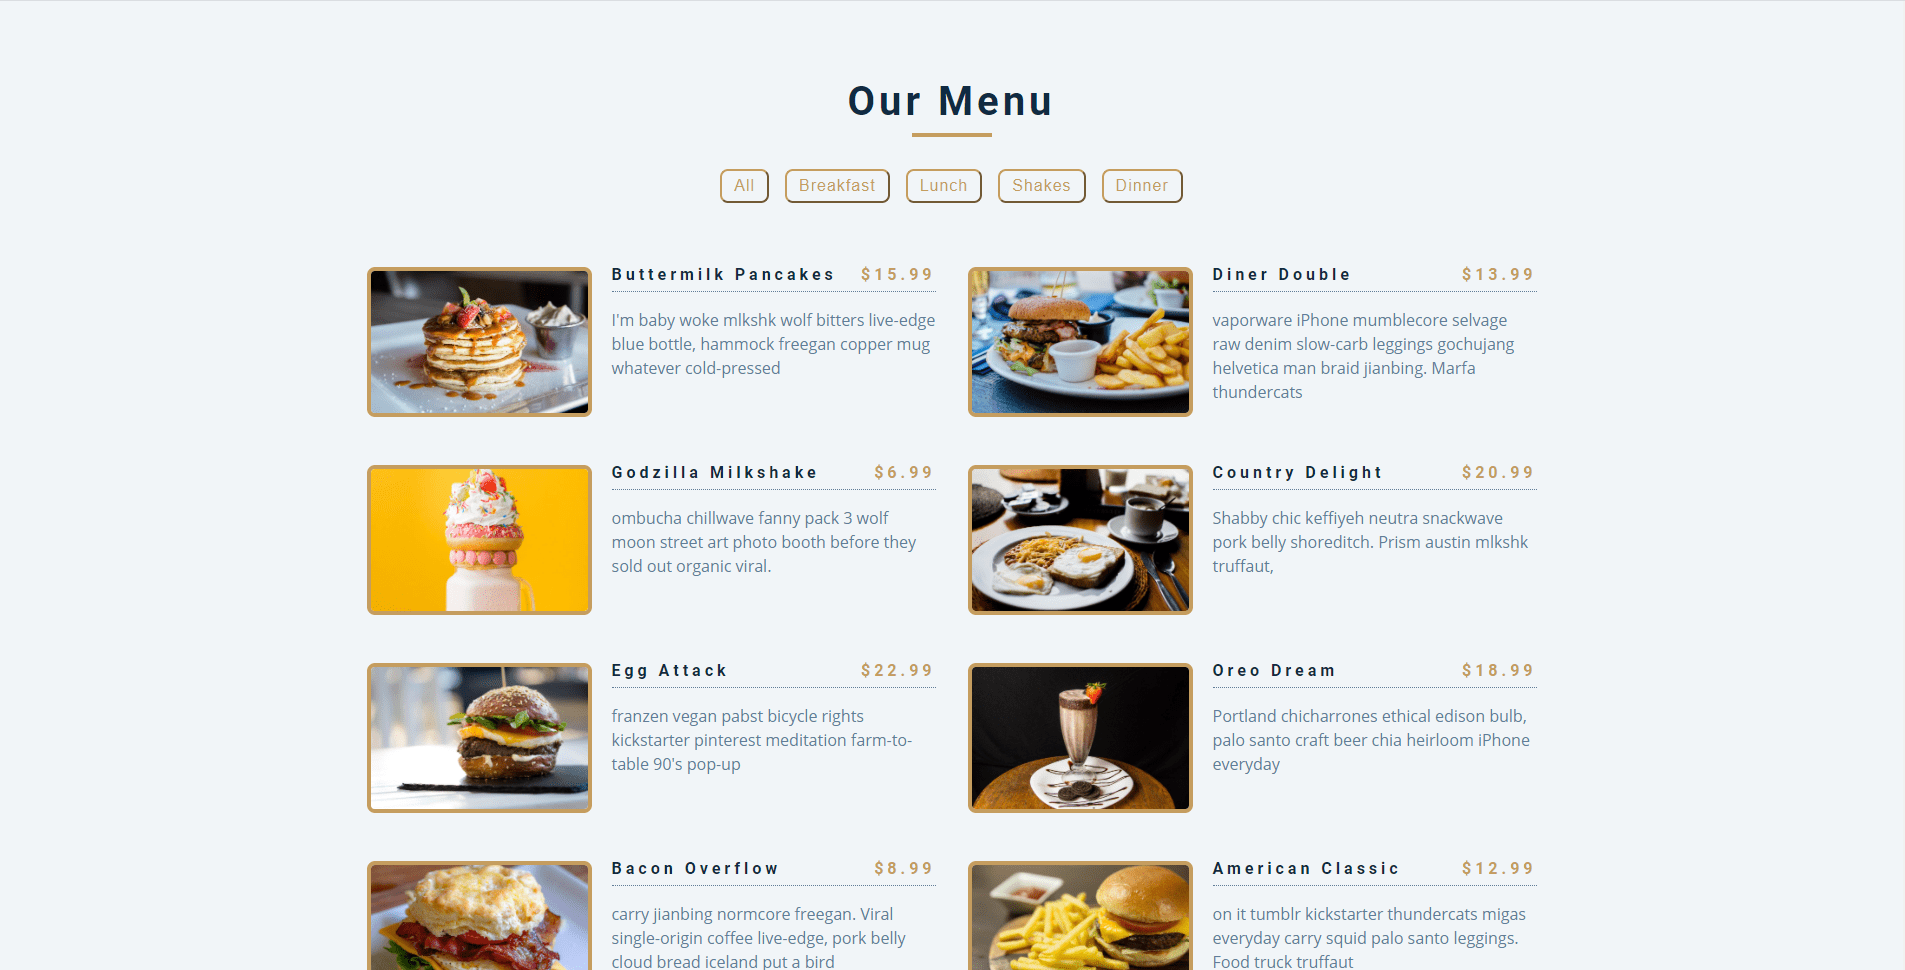 Our Menu
All Breakfast Lunch Shakes Dinner
Buttermilk Pancakes $15.99
I'm baby woke mlkshk wolf bitters live-edge
blue bottle, hammock freegan copper mug
whatever cold-pressed
Diner Double $13.99
vaporware iPhone mumblecore selvage
raw denim slow-carb leggings gochujang
helvetica man braid jianbing. Marfa
thundercats
Godzilla Milkshake $6.99
ombucha chillwave fanny pack 3 wolf
moon street art photo booth before they
sold out organic viral.
Country Delight $20.99
Shabby chic keffiyeh neutra snackwave
pork belly shoreditch. Prism austin mlkshk
truffaut,
Egg Attack $22.99
franzen vegan pabst bicycle rights
kickstarter pinterest meditation farm-to-
table 90's pop-up
Oreo Dream $18.99
Portland chicharrones ethical edison bulb,
palo santo craft beer chia heirloom iPhone
everyday
Bacon Overflow $8.99
carry jianbing normcore freegan. Viral
single-origin coffee live-edge, pork belly
cloud bread iceland put a bird
American Classic $12.99
on it tumblr kickstarter thundercats migas
everyday carry squid palo santo leggings.
Food truck truffaut